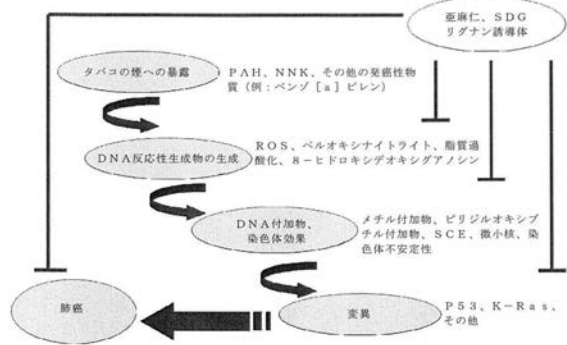 亜麻仁、SDG
リグナン誘導体
タバコの煙への暴露
PAH、NNK、その他の発癌性物
質（例：ベンゾ［a］ピレン）
DNA反応性生成物の生成
ROS、ペルオキシナイトライト、脂質過
酸化、8－ヒドロキシデオキシグアノシン
DNA付加物、
染色体効果
メチル付加物、ピリジルオキシブ
チル付加物、SCE、微小核、染
色体不安定性
肺癌
変異
P53、K－Ras、
その他